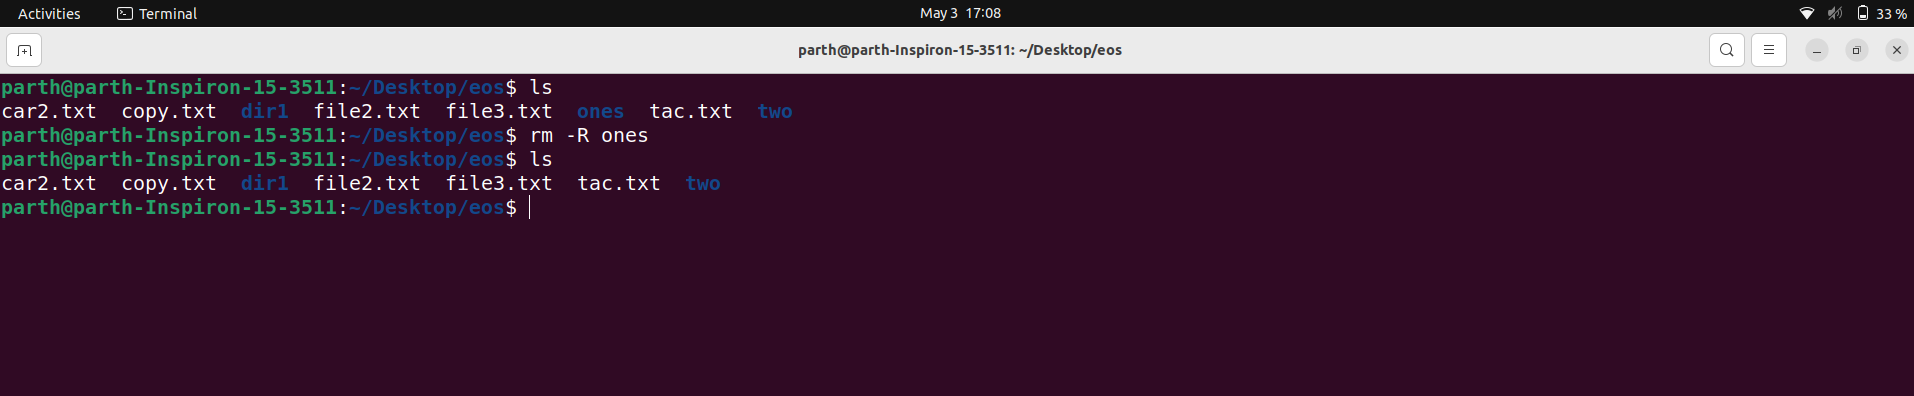 Activities Terminal May 3 17:08 33 %
parth@parth-Inspiron-15-3511: ~/Desktop/eos
parth@parth-Inspiron-15-3511:~/Desktop/eos$ ls
car2.txt copy.txt dir1 file2.txt file3.txt ones tac.txt two
parth@parth-Inspiron-15-3511:~/Desktop/eos$ rm -R ones
parth@parth-Inspiron-15-3511:~/Desktop/eos$ ls
car2.txt copy.txt dir1 file2.txt file3.txt tac.txt two
parth@parth-Inspiron-15-3511:~/Desktop/eos$